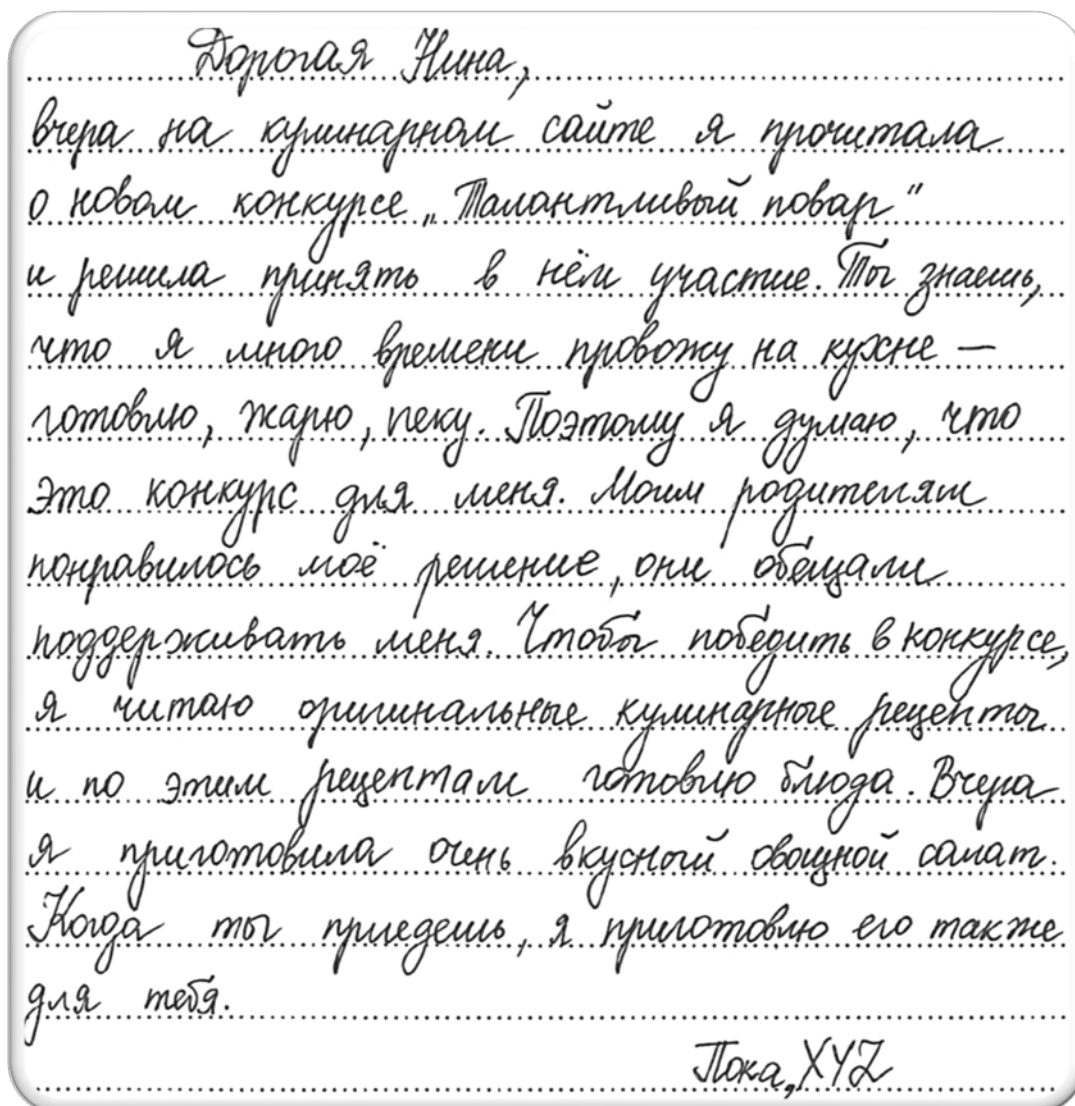 Дорогая Нина,
вчера на кулинарном сайте я прочитала
о новом конкурсе „Талантливый повар”
и решила принять в нём участие. Ты знаешь,
что я много времени провожу на кухне –
готовлю, жарю, пеку. Поэтому я думаю, что
это конкурс для меня. Моим родителям
понравилось моё решение, они обещали
поддерживать меня. Чтобы победить в конкурсе,
я читаю оригинальные кулинарные рецепты
и по этим рецептам готовлю блюда. Вчера
я приготовила очень вкусный овощной салат.
Когда ты приедешь, я приготовлю его также
для тебя.
Пока, XYZ